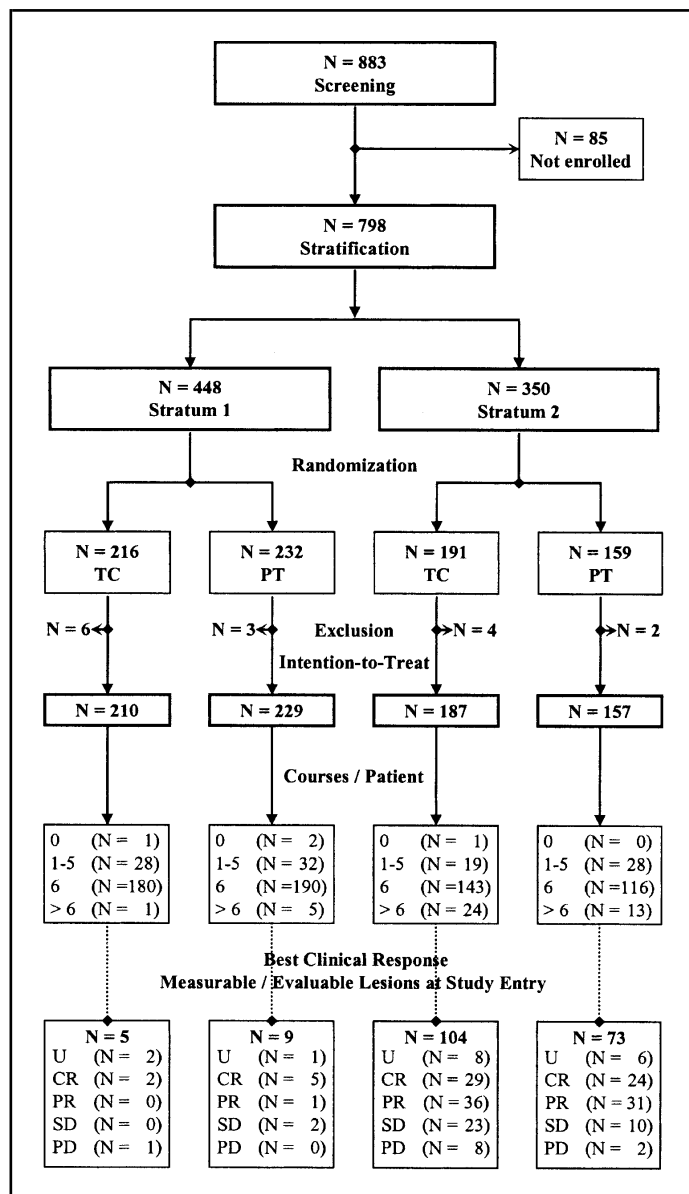 N = 883
Screening
N = 85
Not enrolled
N = 798
Stratification
N = 448
Stratum 1
N = 350
Stratum 2
Randomization
N = 216
TC
N = 232
PT
N = 191
TC
N = 159
PT
N = 6
N = 3
Exclusion
N = 4
N = 2
Intention-to-Treat
N = 210
N = 229
N = 187
N = 157
Courses / Patient
0 (N = 1)
1-5 (N = 28)
6 (N =180)
> 6 (N = 1)
0 (N = 2)
1-5 (N = 32)
6 (N =190)
> 6 (N = 5)
0 (N = 1)
1-5 (N = 19)
6 (N =143)
> 6 (N = 24)
0 (N = 0)
1-5 (N = 28)
6 (N =116)
> 6 (N = 13)
Best Clinical Response
Measurable / Evaluable Lesions at Study Entry
N = 5
U (N = 2)
CR (N = 2)
PR (N = 0)
SD (N = 0)
PD (N = 1)
N = 9
U (N = 1)
CR (N = 5)
PR (N = 1)
SD (N = 2)
PD (N = 0)
N = 104
U (N = 8)
CR (N = 29)
PR (N = 36)
SD (N = 23)
PD (N = 8)
N = 73
U (N = 6)
CR (N = 24)
PR (N = 31)
SD (N = 10)
PD (N = 2)